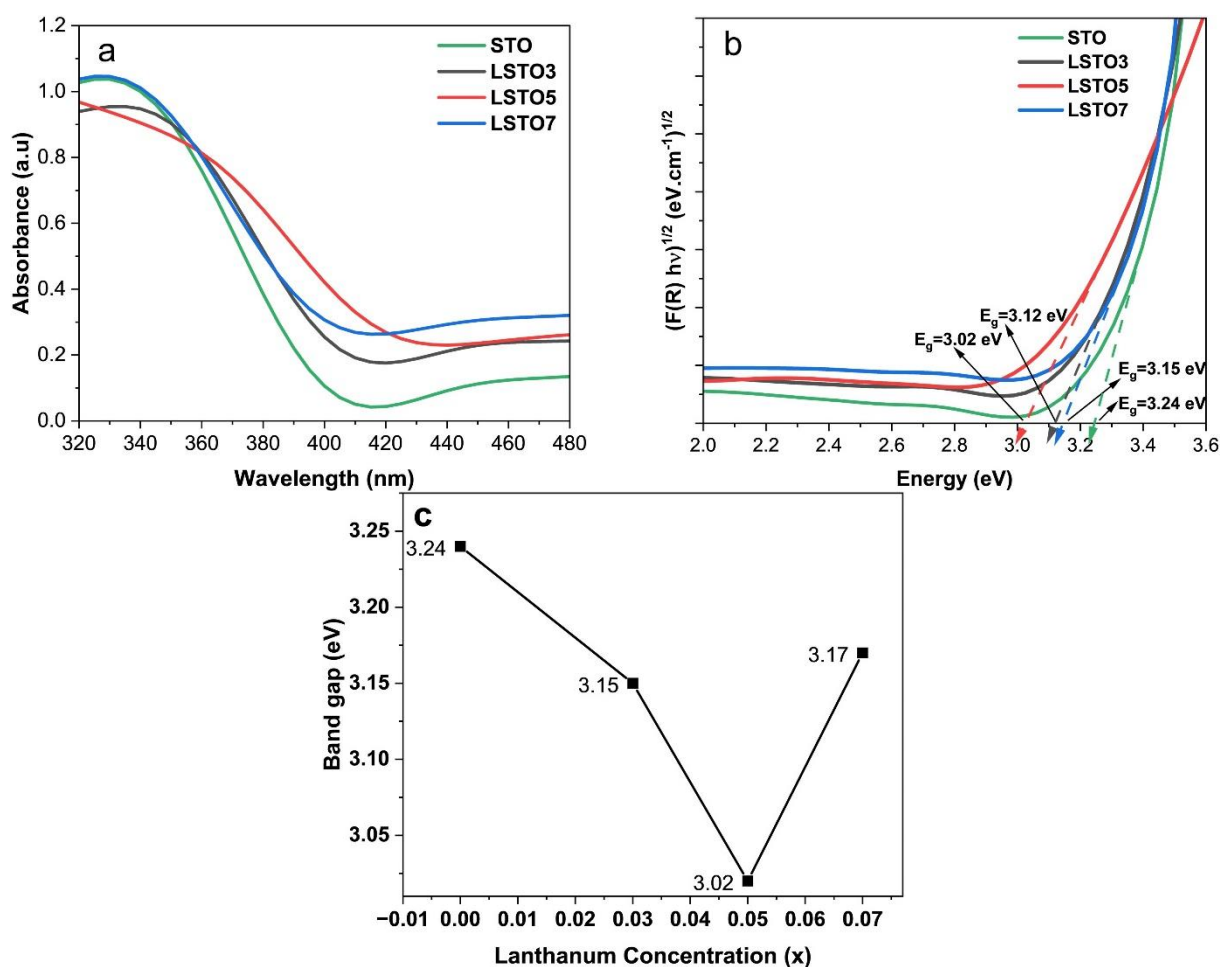 a
STO
LSTO3
LSTO5
LSTO7
1.2
1.0
0.8
0.6
0.4
0.2
0.0
Absorbance (a.u)
320 340 360 380 400 420 440 460 480
Wavelength (nm)
b
STO
LSTO3
LSTO5
LSTO7
(F(R) hν)^1/2 (eV.cm⁻¹)^1/2
Eg=3.12 eV
Eg=3.02 eV
Eg=3.15 eV
Eg=3.24 eV
2.0 2.2 2.4 2.6 2.8 3.0 3.2 3.4 3.6
Energy (eV)
c
3.25
3.20
3.15
3.10
3.05
Band gap (eV)
3.24
3.15
3.02
3.17
−0.01 0.00 0.01 0.02 0.03 0.04 0.05 0.06 0.07
Lanthanum Concentration (x)